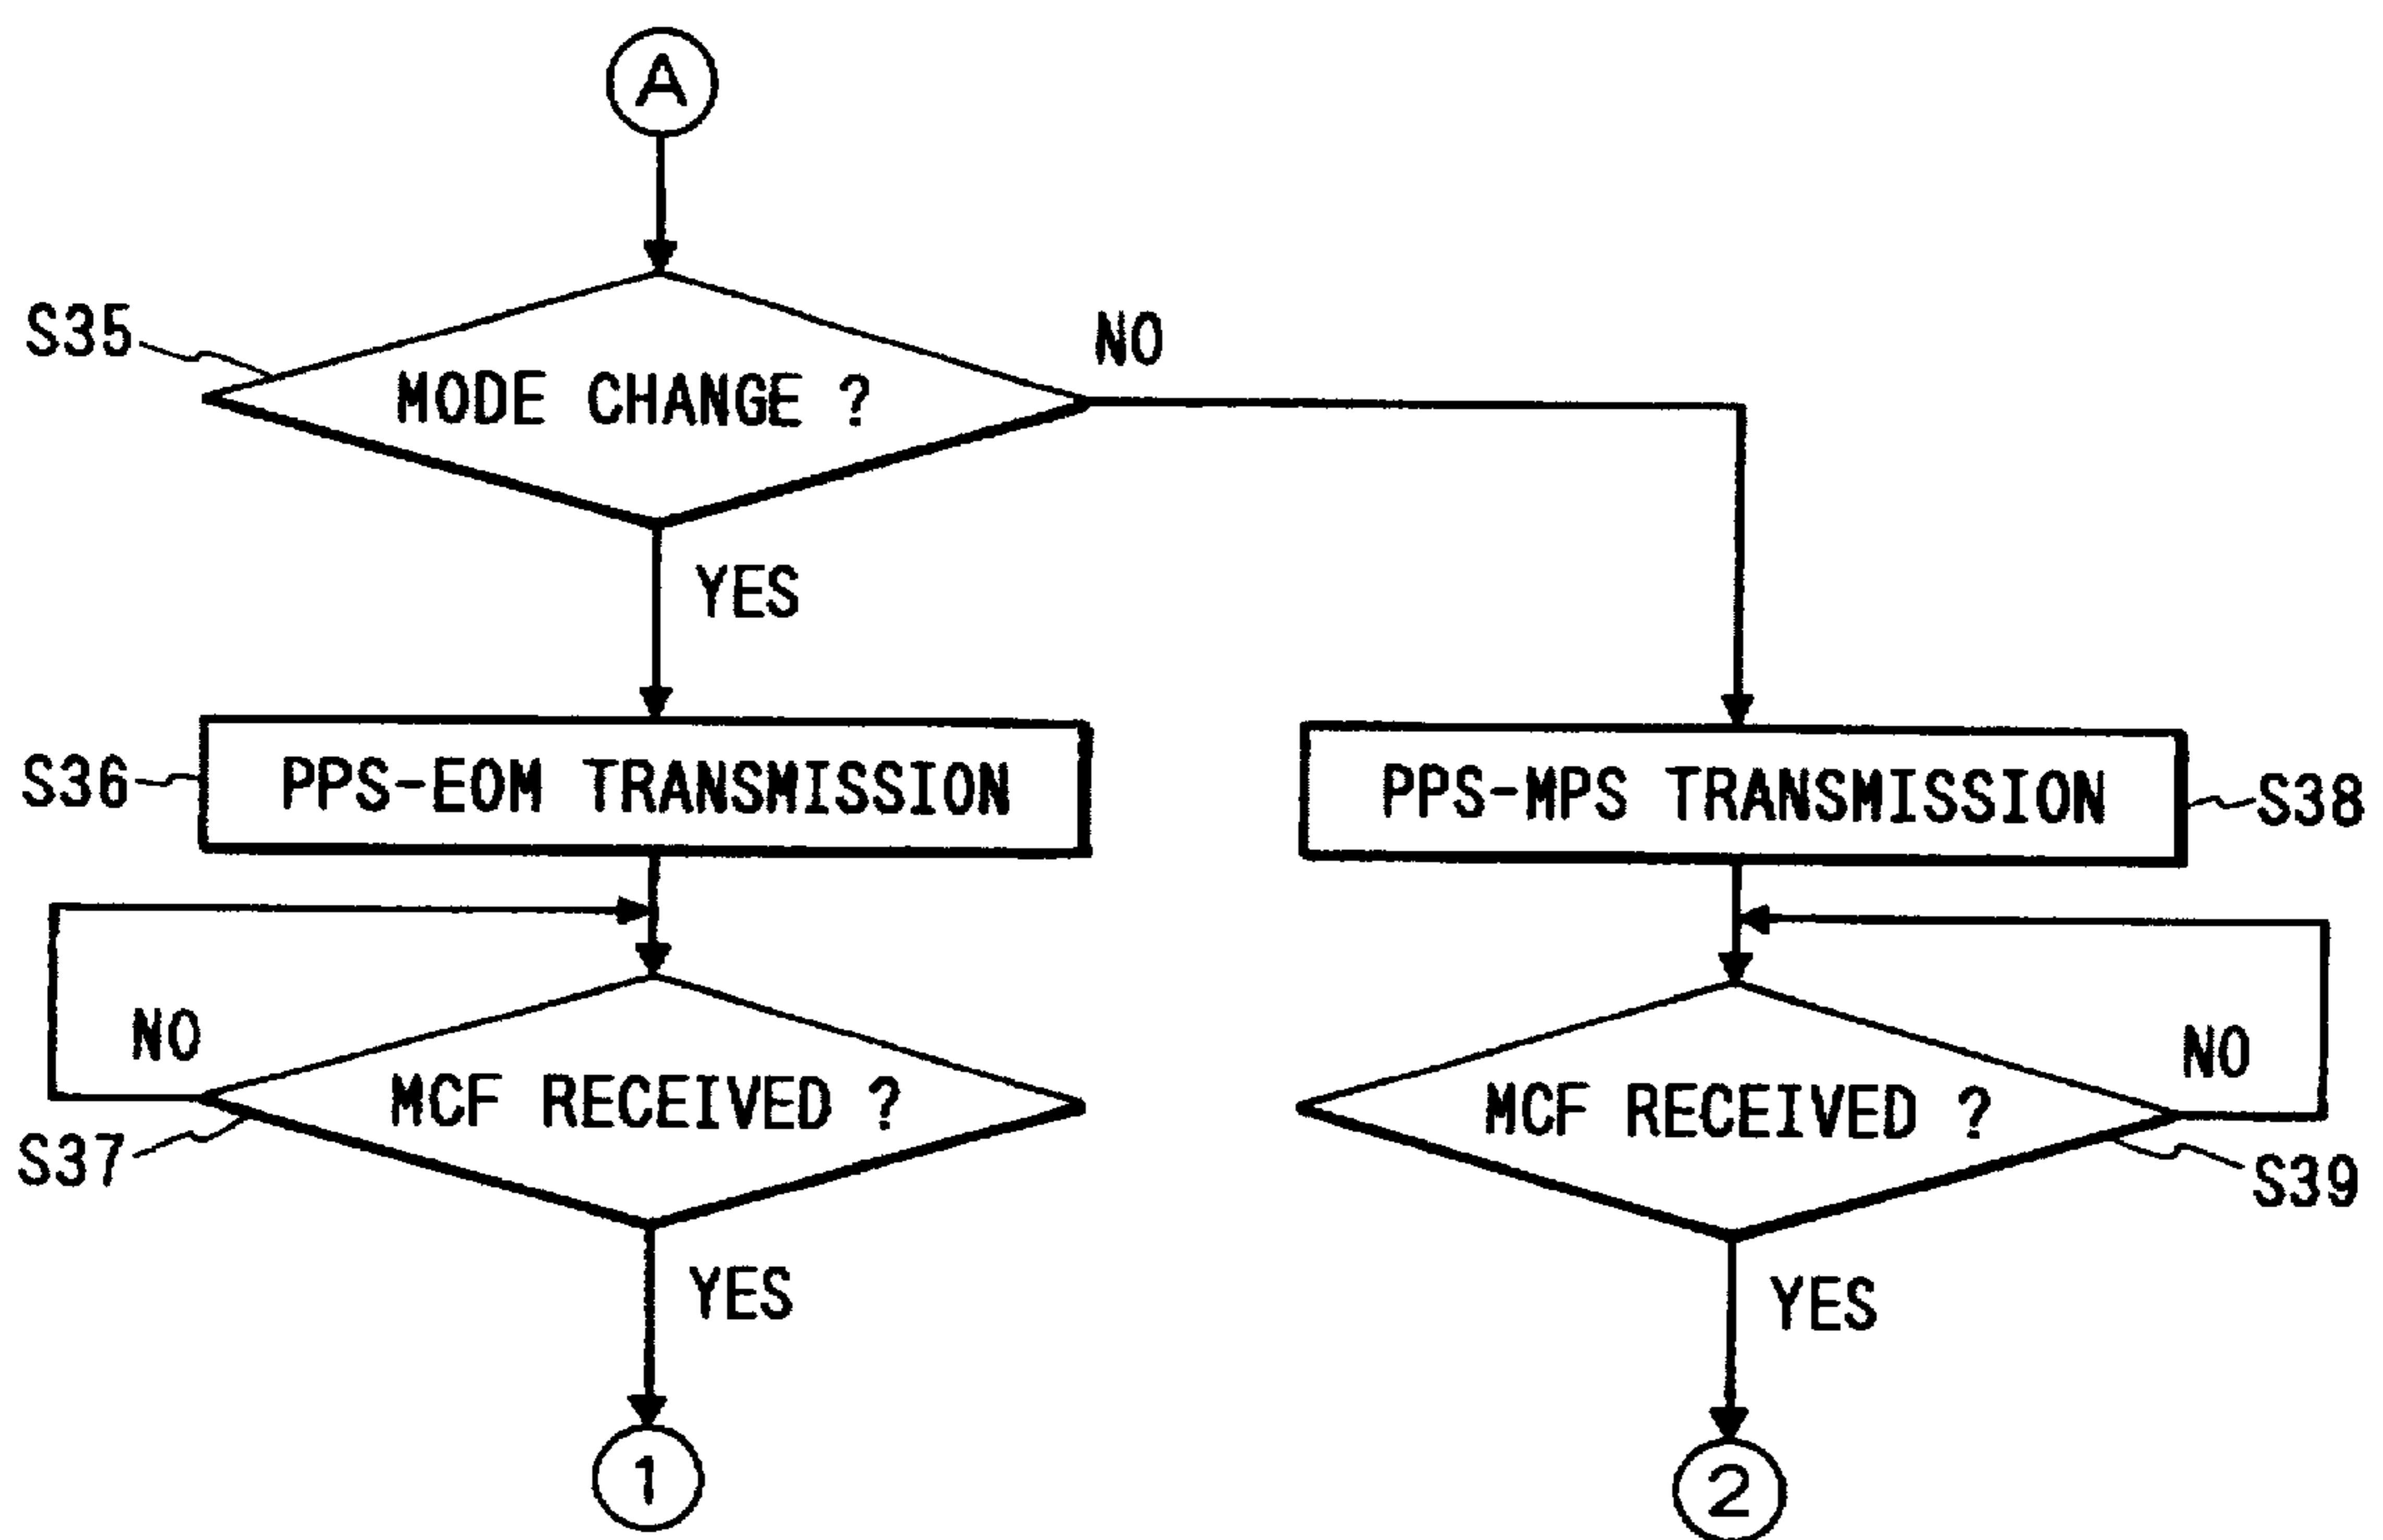 A
S35
MODE CHANGE ?
NO
YES
S36
PPS-EOM TRANSMISSION
PPS-MPS TRANSMISSION
S38
NO
MCF RECEIVED ?
S37
NO
MCF RECEIVED ?
S39
YES
YES
1
2